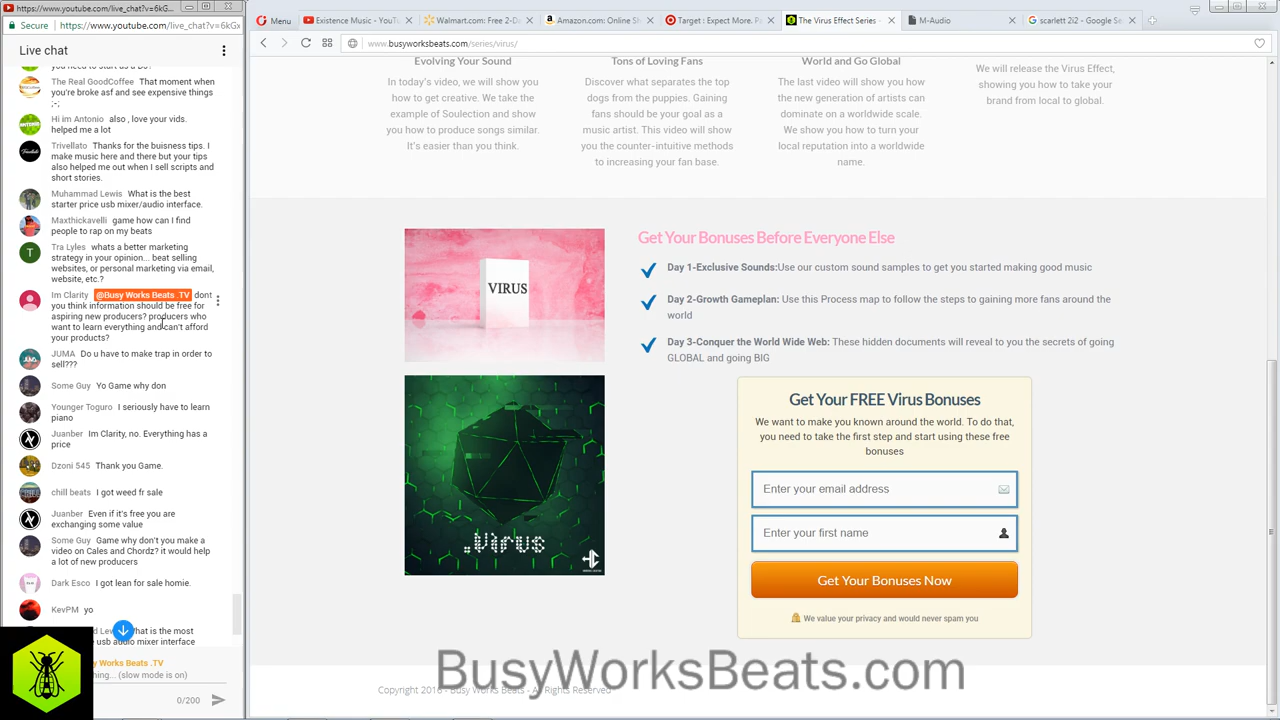 https://www.youtube.com/live_chat?v=6kGx
Secure
https://www.youtube.com/live_chat?v=6kGx
Live chat
you need to start as a DJ?
The Real GoodCoffee That moment when
you're broke asf and see expensive things
;-;
Hi im Antonio also , love your vids.
helped me a lot
Trivellato Thanks for the buisness tips. I
make music here and there but your tips
also helped me out when I sell scripts and
short stories.
Muhammad Lewis What is the best
starter price usb mixer/audio interface.
Maxthickavelli game how can I find
people to rap on my beats
Tra Lyles whats a better marketing
strategy in your opinion... beat selling
websites, or personal marketing via email,
website, etc.?
Im Clarity @Busy Works Beats .TV dont
you think information should be free for
aspiring new producers? producers who
want to learn everything and can't afford
your products?
JUMA Do u have to make trap in order to
sell???
Some Guy Yo Game why don
Younger Toguro I seriously have to learn
piano
Juanber Im Clarity, no. Everything has a
price
Dzoni 545 Thank you Game.
chill beats I got weed fr sale
Juanber Even if it's free you are
exchanging some value
Some Guy Game why don't you make a
video on Cales and Chordz? it would help
a lot of new producers
Dark Esco I got lean for sale homie.
KevPM yo
hat is the most
usb audio mixer interface
y Works Beats .TV
hing... (slow mode is on)
0/200
Menu
Existence Music - YouT
Walmart.com: Free 2-Da
Amazon.com: Online Sh
Target : Expect More. P
The Virus Effect Series -
M-Audio
scarlett 2i2 - Google Se
www.busyworksbeats.com/series/virus/
Evolving Your Sound
In today's video, we will show you
how to get creative. We take the
example of Soulection and show
you how to produce songs similar.
It's easier than you think.
Tons of Loving Fans
Discover what separates the top
dogs from the puppies. Gaining
fans should be your goal as a
music artist. This video will show
you the counter-intuitive methods
to increasing your fan base.
World and Go Global
The last video will show you how
the new generation of artists can
dominate on a worldwide scale.
We show you how to turn your
local reputation into a worldwide
name.
We will release the Virus Effect,
showing you how to take your
brand from local to global.
VIRUS
.Virus
Get Your Bonuses Before Everyone Else
Day 1-Exclusive Sounds:Use our custom sound samples to get you started making good music
Day 2-Growth Gameplan: Use this Process map to follow the steps to gaining more fans around the
world
Day 3-Conquer the World Wide Web: These hidden documents will reveal to you the secrets of going
GLOBAL and going BIG
Get Your FREE Virus Bonuses
We want to make you known around the world. To do that,
you need to take the first step and start using these free
bonuses
Enter your email address
Enter your first name
Get Your Bonuses Now
We value your privacy and would never spam you
BusyWorksBeats.com
Copyright 2016 - Busy Works Beats - All Rights Reserved